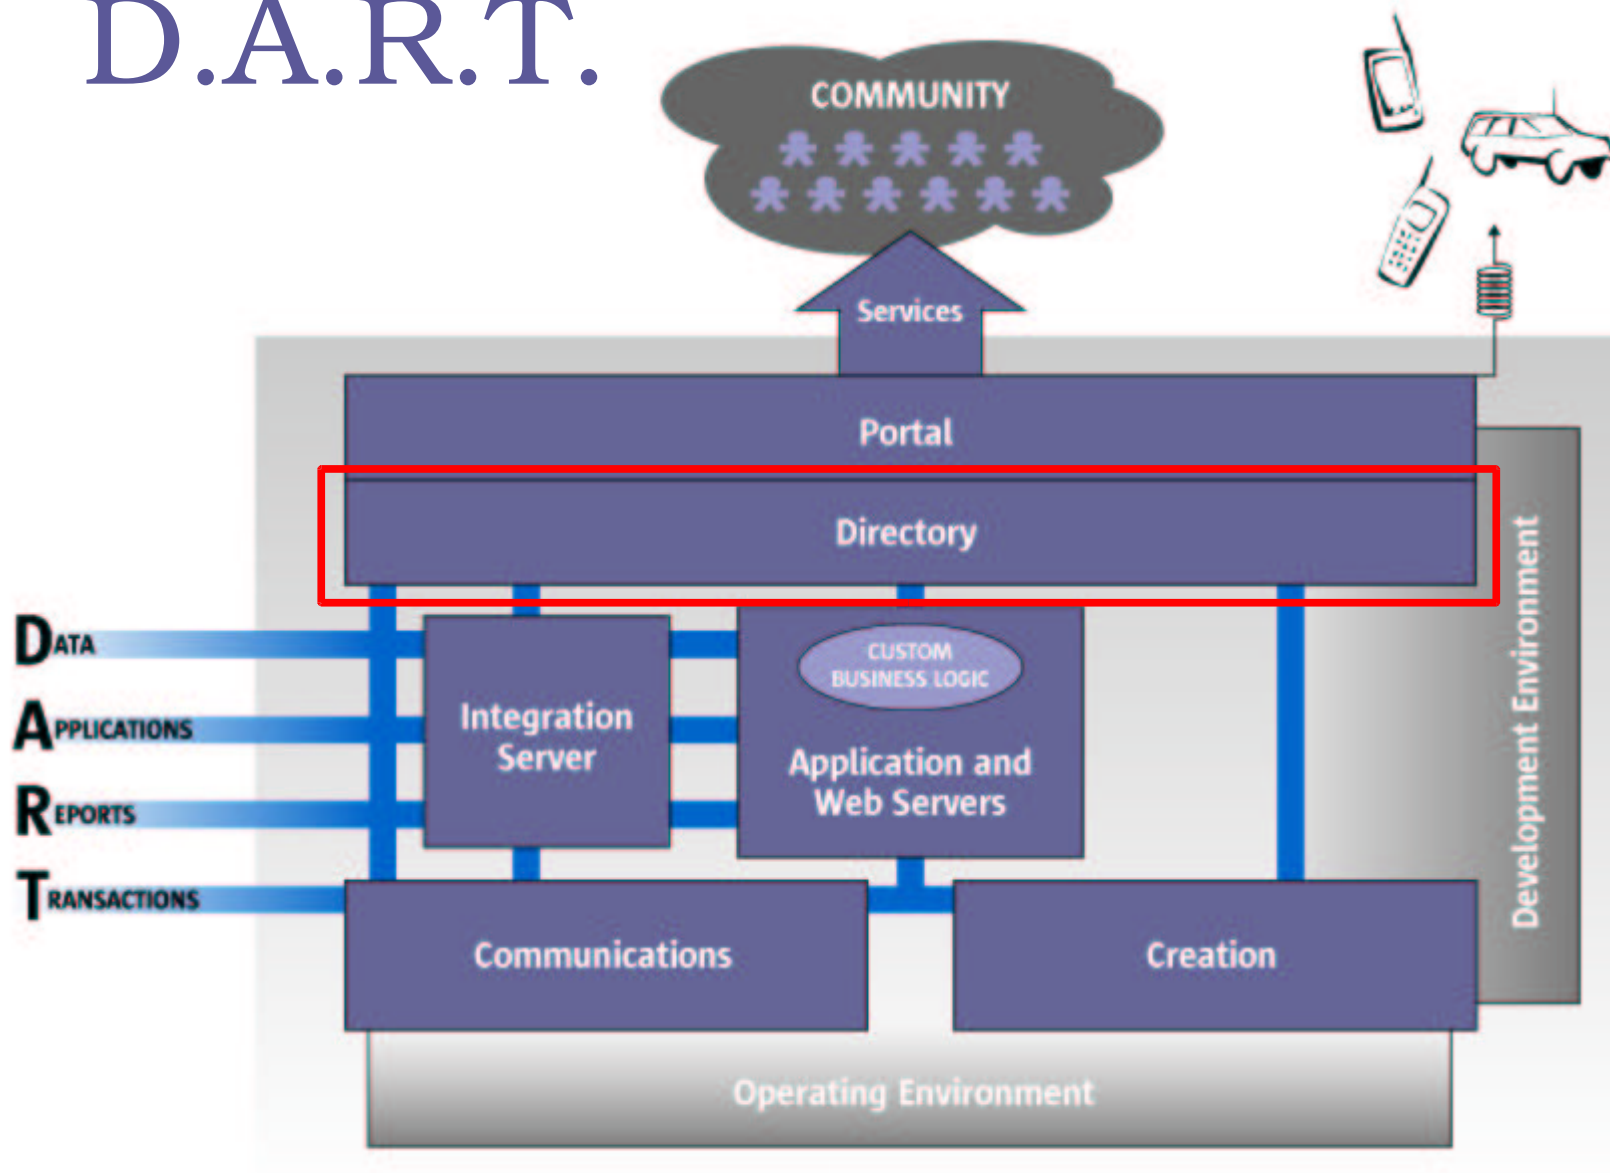 D.A.R.T.
COMMUNITY
Services
Portal
Directory
DATA
APPLICATIONS
REPORTS
TRANSACTIONS
Integration
Server
CUSTOM
BUSINESS LOGIC
Application and
Web Servers
Development Environment
Communications
Creation
Operating Environment